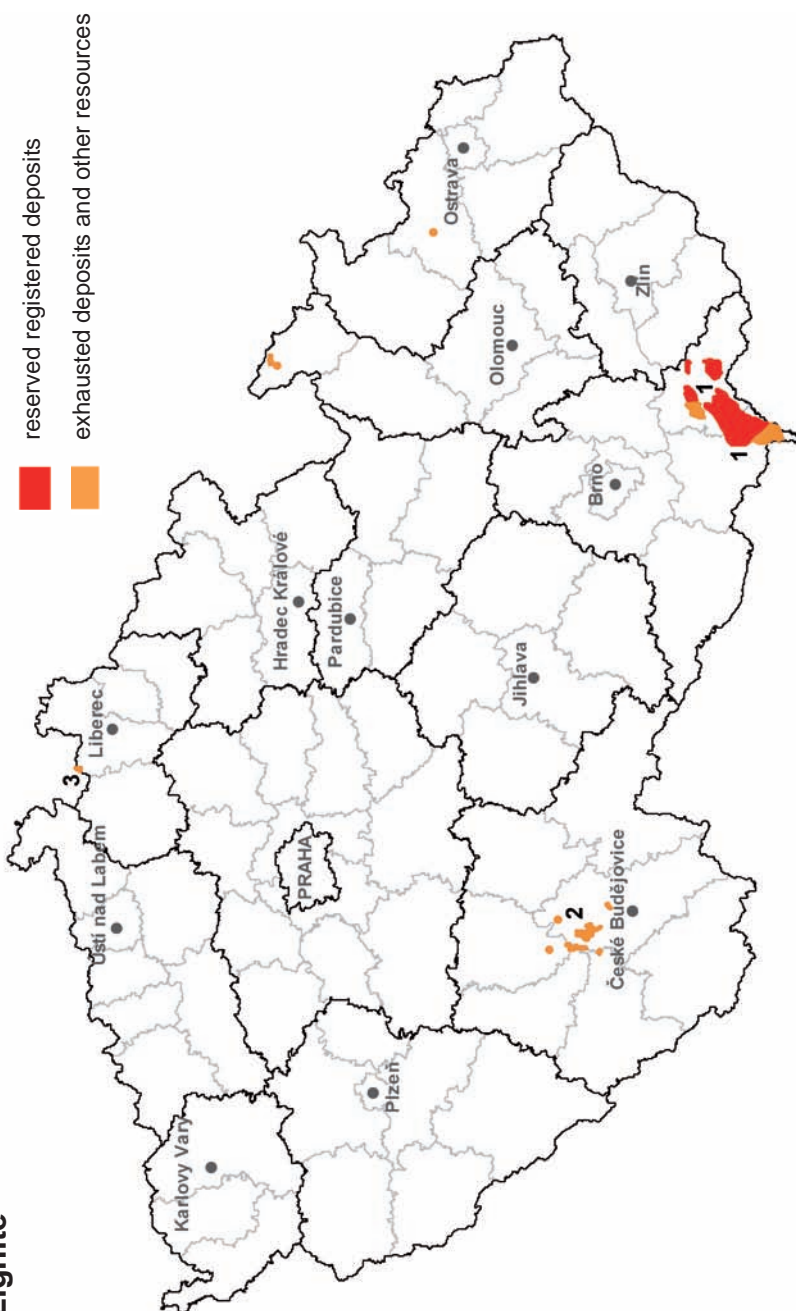 Lignite
reserved registered deposits
exhausted deposits and other resources
3
Liberec
Ústí nad Labem
Karlovy Vary
PRAHA
Hradec Králové
Pardubice
Plzeň
Ostrava
Olomouc
Jihlava
Brno
Zlín
2
České Budějovice
1
1